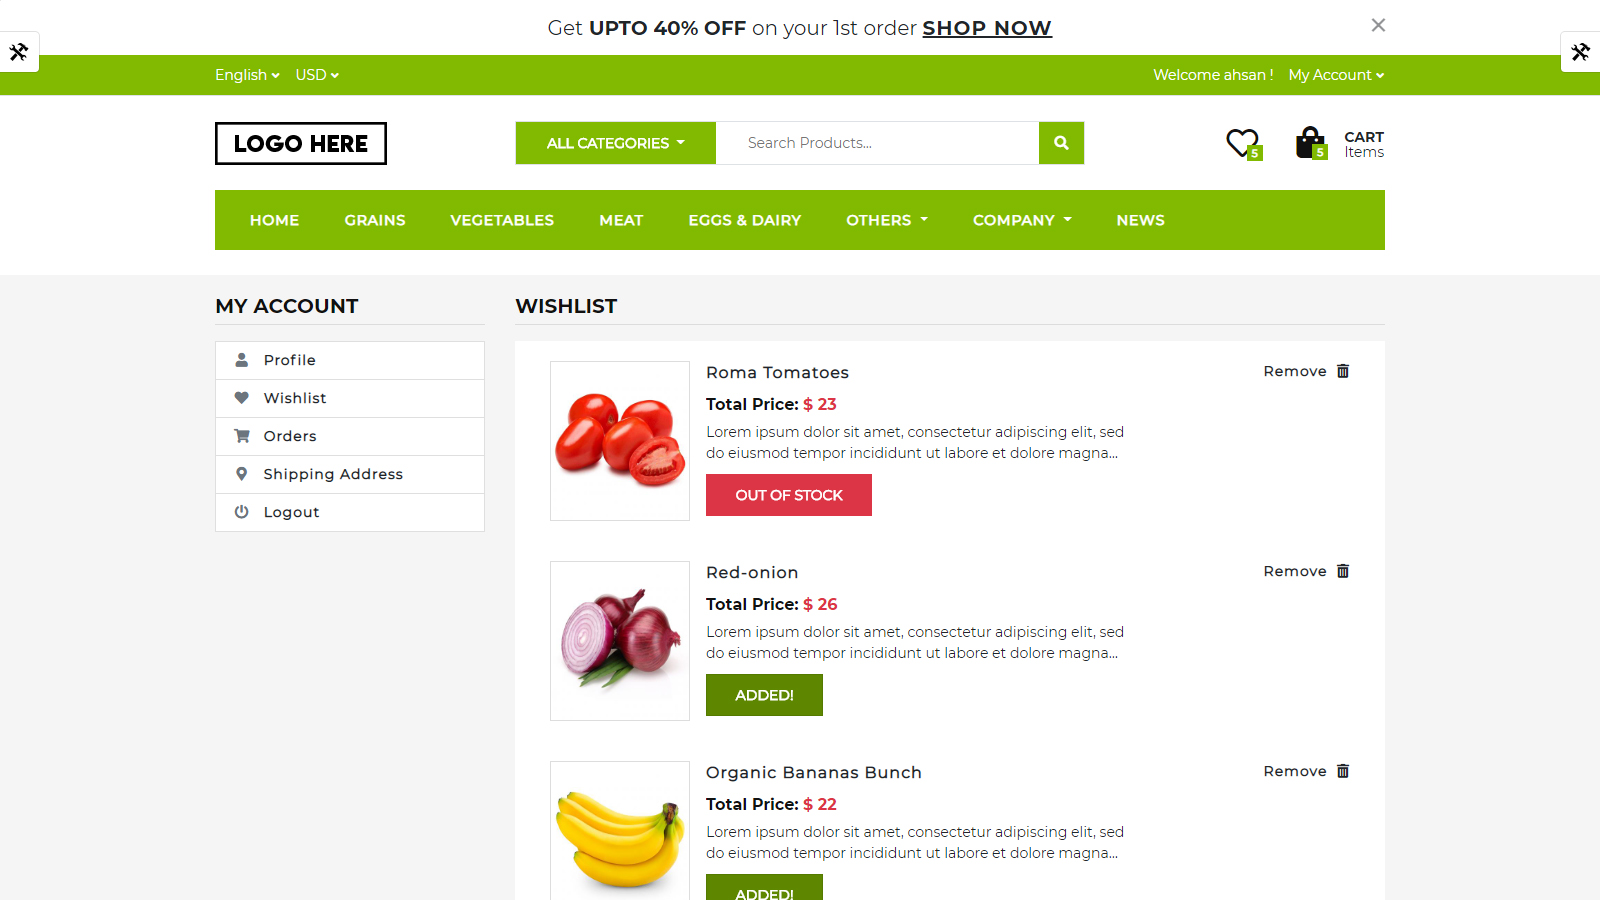 Get UPTO 40% OFF on your 1st order SHOP NOW
English USD Welcome ahsan ! My Account
LOGO HERE ALL CATEGORIES Search Products... 5 5 CART
Items
HOME GRAINS VEGETABLES MEAT EGGS & DAIRY OTHERS COMPANY NEWS
MY ACCOUNT
Profile
Wishlist
Orders
Shipping Address
Logout
WISHLIST
Roma Tomatoes Remove
Total Price: $ 23
Lorem ipsum dolor sit amet, consectetur adipiscing elit, sed
do eiusmod tempor incididunt ut labore et dolore magna...
OUT OF STOCK
Red-onion Remove
Total Price: $ 26
Lorem ipsum dolor sit amet, consectetur adipiscing elit, sed
do eiusmod tempor incididunt ut labore et dolore magna...
ADDED!
Organic Bananas Bunch Remove
Total Price: $ 22
Lorem ipsum dolor sit amet, consectetur adipiscing elit, sed
do eiusmod tempor incididunt ut labore et dolore magna...
ADDED!